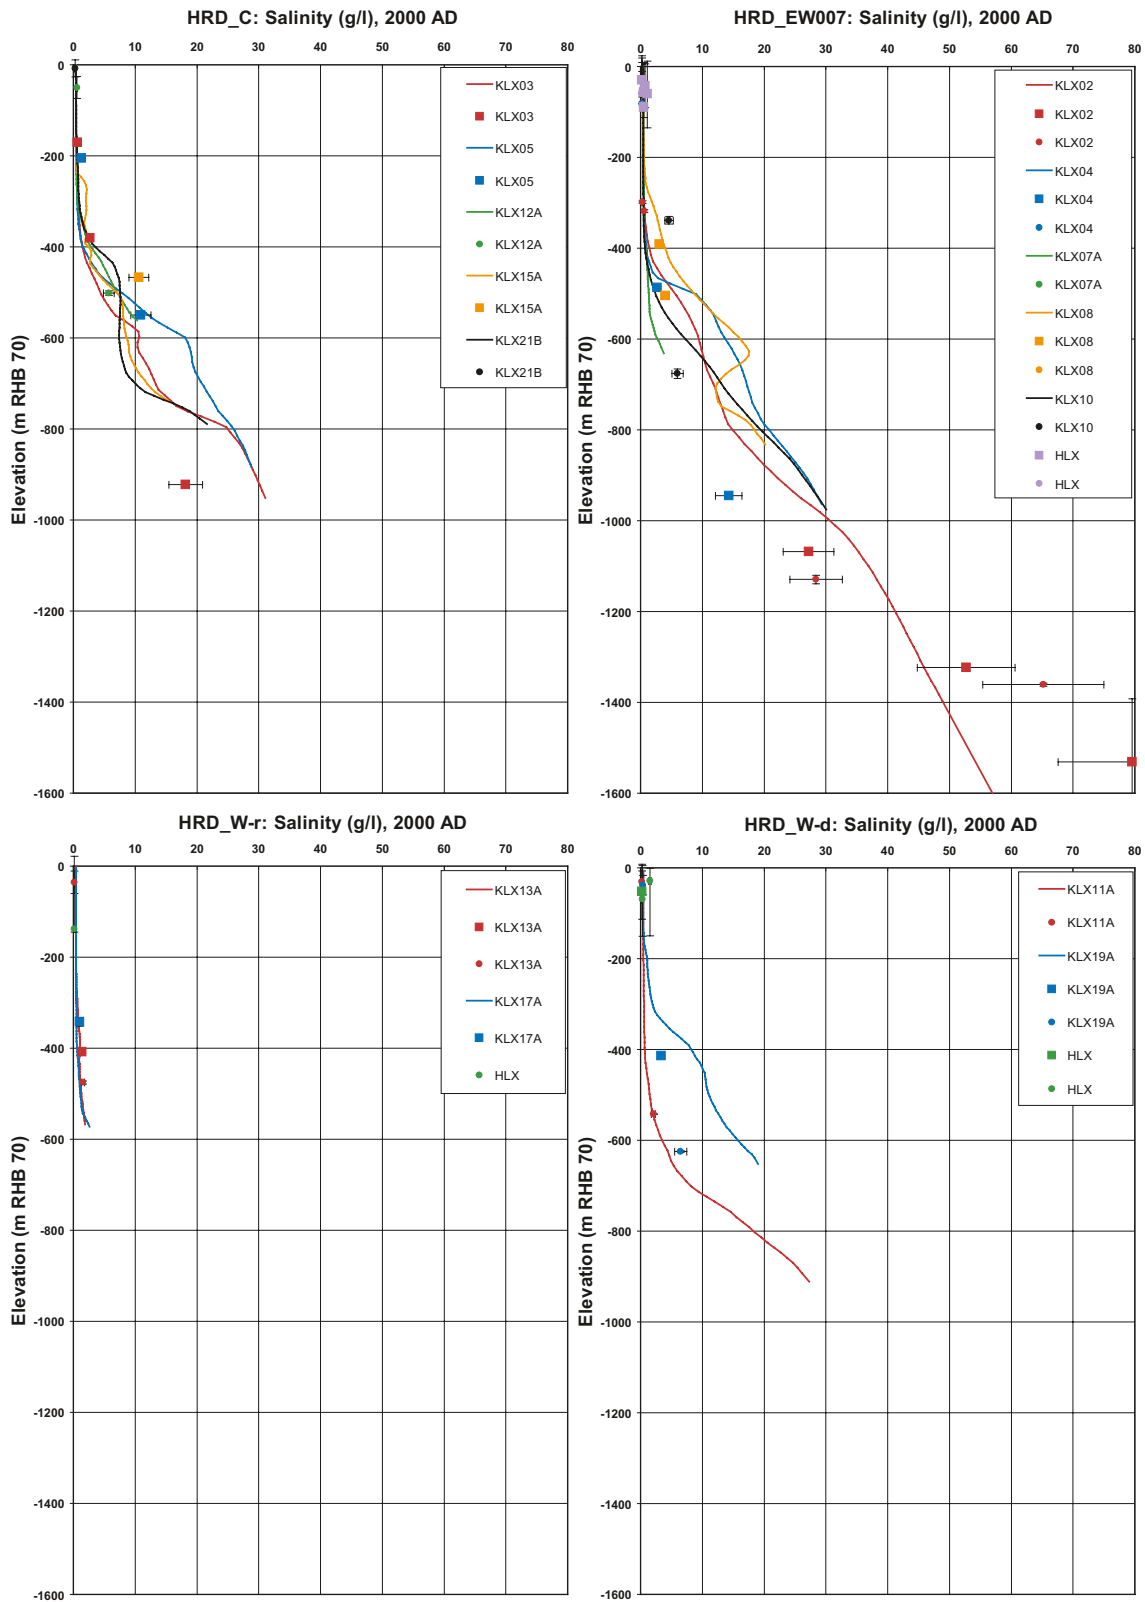 HRD_C: Salinity (g/l), 2000 AD
0 10 20 30 40 50 60 70 80
0
-200
-400
-600
-800
-1000
-1200
-1400
-1600
Elevation (m RHB 70)
KLX03
KLX03
KLX05
KLX05
KLX12A
KLX12A
KLX15A
KLX15A
KLX21B
KLX21B
HRD_EW007: Salinity (g/l), 2000 AD
0 10 20 30 40 50 60 70 80
0
-200
-400
-600
-800
-1000
-1200
-1400
-1600
Elevation (m RHB 70)
KLX02
KLX02
KLX02
KLX04
KLX04
KLX04
KLX07A
KLX07A
KLX08
KLX08
KLX08
KLX10
KLX10
HLX
HLX
HRD_W-r: Salinity (g/l), 2000 AD
0 10 20 30 40 50 60 70 80
0
-200
-400
-600
-800
-1000
-1200
-1400
-1600
Elevation (m RHB 70)
KLX13A
KLX13A
KLX13A
KLX17A
KLX17A
HLX
HRD_W-d: Salinity (g/l), 2000 AD
0 10 20 30 40 50 60 70 80
0
-200
-400
-600
-800
-1000
-1200
-1400
-1600
Elevation (m RHB 70)
KLX11A
KLX11A
KLX19A
KLX19A
KLX19A
HLX
HLX